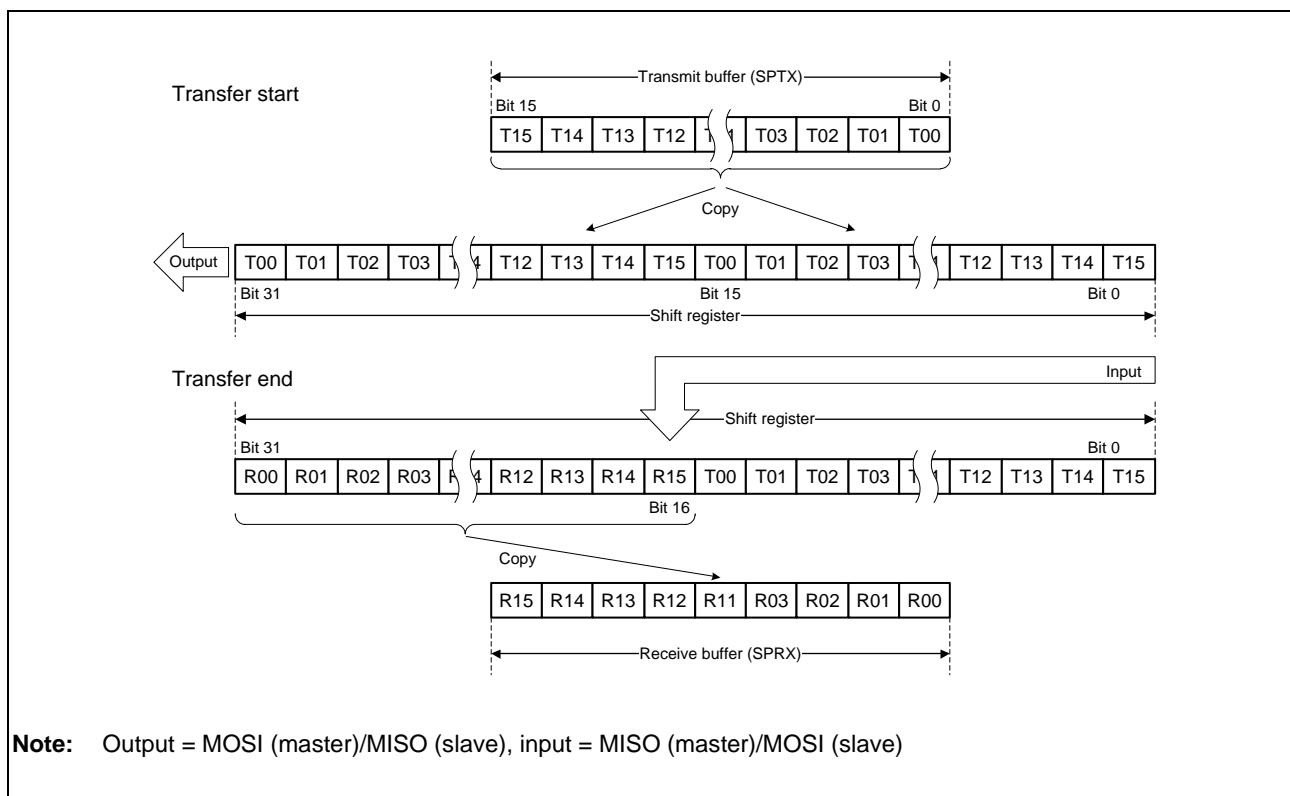 Transmit buffer (SPTX)
Transfer start
Bit 15 Bit 0
T15 T14 T13 T12 T03 T02 T01 T00
Copy
Output T00 T01 T02 T03 T12 T13 T14 T15 T00 T01 T02 T03 T12 T13 T14 T15
Bit 31 Bit 15 Bit 0
Shift register
Transfer end
Input
Shift register
Bit 31 Bit 0
R00 R01 R02 R03 R12 R13 R14 R15 T00 T01 T02 T03 T12 T13 T14 T15
Bit 16
Copy
R15 R14 R13 R12 R11 R03 R02 R01 R00
Receive buffer (SPRX)
Note: Output = MOSI (master)/MISO (slave), input = MISO (master)/MOSI (slave)